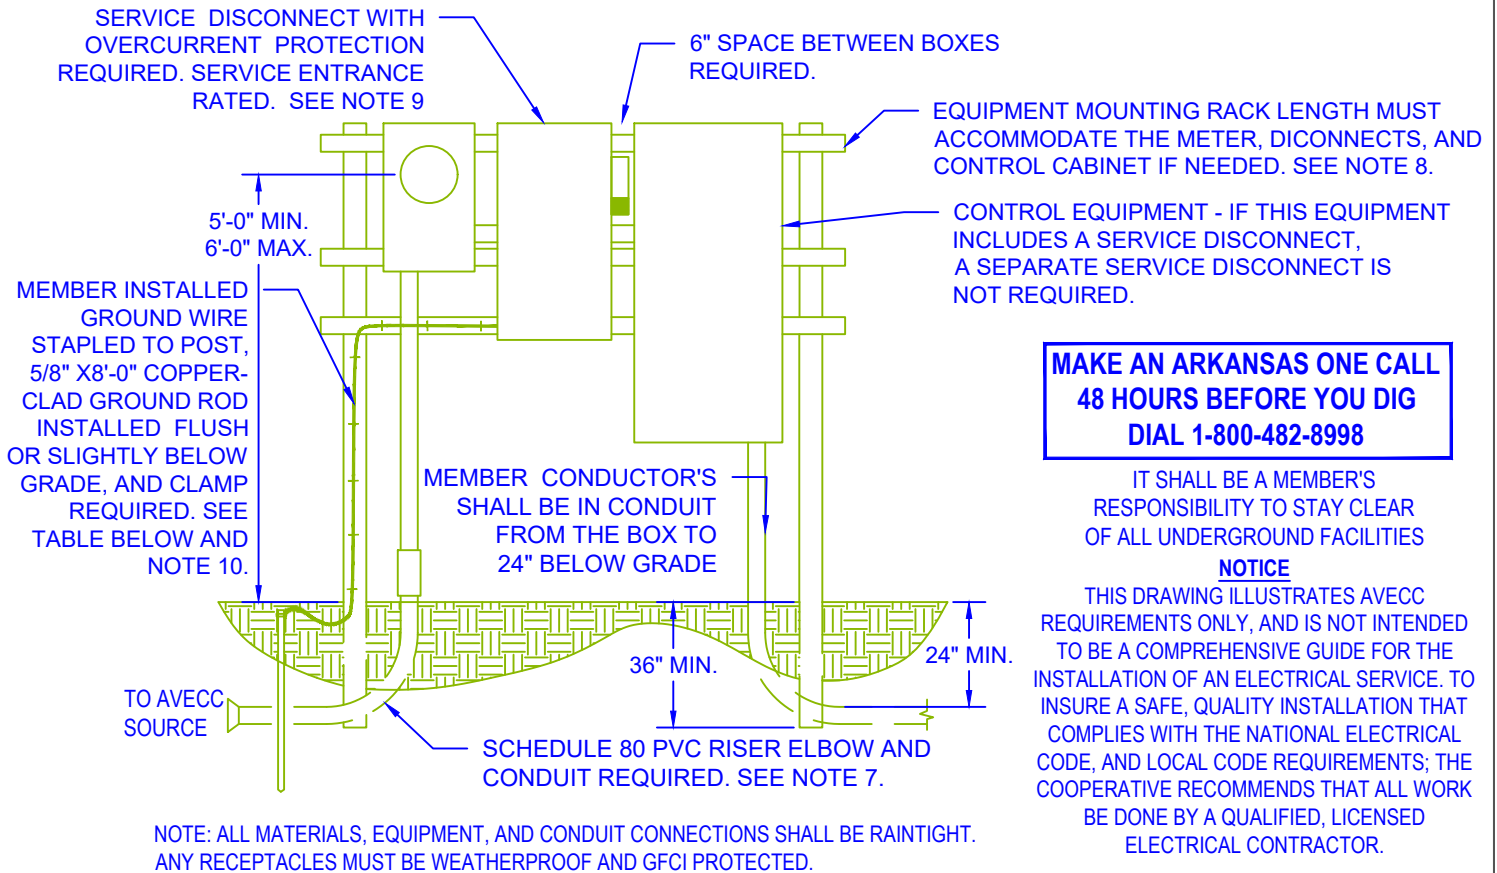 SERVICE DISCONNECT WITH
OVERCURRENT PROTECTION
REQUIRED. SERVICE ENTRANCE
RATED. SEE NOTE 9
6" SPACE BETWEEN BOXES
REQUIRED.
EQUIPMENT MOUNTING RACK LENGTH MUST
ACCOMMODATE THE METER, DICONNECTS, AND
CONTROL CABINET IF NEEDED. SEE NOTE 8.
5'-0" MIN.
6'-0" MAX.
CONTROL EQUIPMENT - IF THIS EQUIPMENT
INCLUDES A SERVICE DISCONNECT,
A SEPARATE SERVICE DISCONNECT IS
NOT REQUIRED.
MEMBER INSTALLED
GROUND WIRE
STAPLED TO POST,
5/8" X8'-0" COPPER-
CLAD GROUND ROD
INSTALLED FLUSH
OR SLIGHTLY BELOW
GRADE, AND CLAMP
REQUIRED. SEE
TABLE BELOW AND
NOTE 10.
MEMBER CONDUCTOR'S
SHALL BE IN CONDUIT
FROM THE BOX TO
24" BELOW GRADE
MAKE AN ARKANSAS ONE CALL
48 HOURS BEFORE YOU DIG
DIAL 1-800-482-8998
IT SHALL BE A MEMBER'S
RESPONSIBILITY TO STAY CLEAR
OF ALL UNDERGROUND FACILITIES
NOTICE
THIS DRAWING ILLUSTRATES AVECC
REQUIREMENTS ONLY, AND IS NOT INTENDED
TO BE A COMPREHENSIVE GUIDE FOR THE
INSTALLATION OF AN ELECTRICAL SERVICE. TO
INSURE A SAFE, QUALITY INSTALLATION THAT
COMPLIES WITH THE NATIONAL ELECTRICAL
CODE, AND LOCAL CODE REQUIREMENTS; THE
COOPERATIVE RECOMMENDS THAT ALL WORK
BE DONE BY A QUALIFIED, LICENSED
ELECTRICAL CONTRACTOR.
36" MIN.
24" MIN.
TO AVECC
SOURCE
SCHEDULE 80 PVC RISER ELBOW AND
CONDUIT REQUIRED. SEE NOTE 7.
NOTE: ALL MATERIALS, EQUIPMENT, AND CONDUIT CONNECTIONS SHALL BE RAINTIGHT.
ANY RECEPTACLES MUST BE WEATHERPROOF AND GFCI PROTECTED.